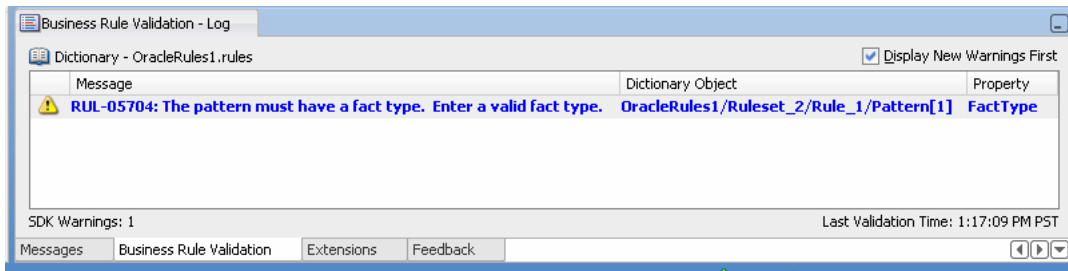 Business Rule Validation - Log
Dictionary - OracleRules1.rules Display New Warnings First
Message Dictionary Object Property
RUL-05704: The pattern must have a fact type. Enter a valid fact type. OracleRules1/Ruleset_2/Rule_1/Pattern[1] FactType
SDK Warnings: 1 Last Validation Time: 1:17:09 PM PST
Messages Business Rule Validation Extensions Feedback